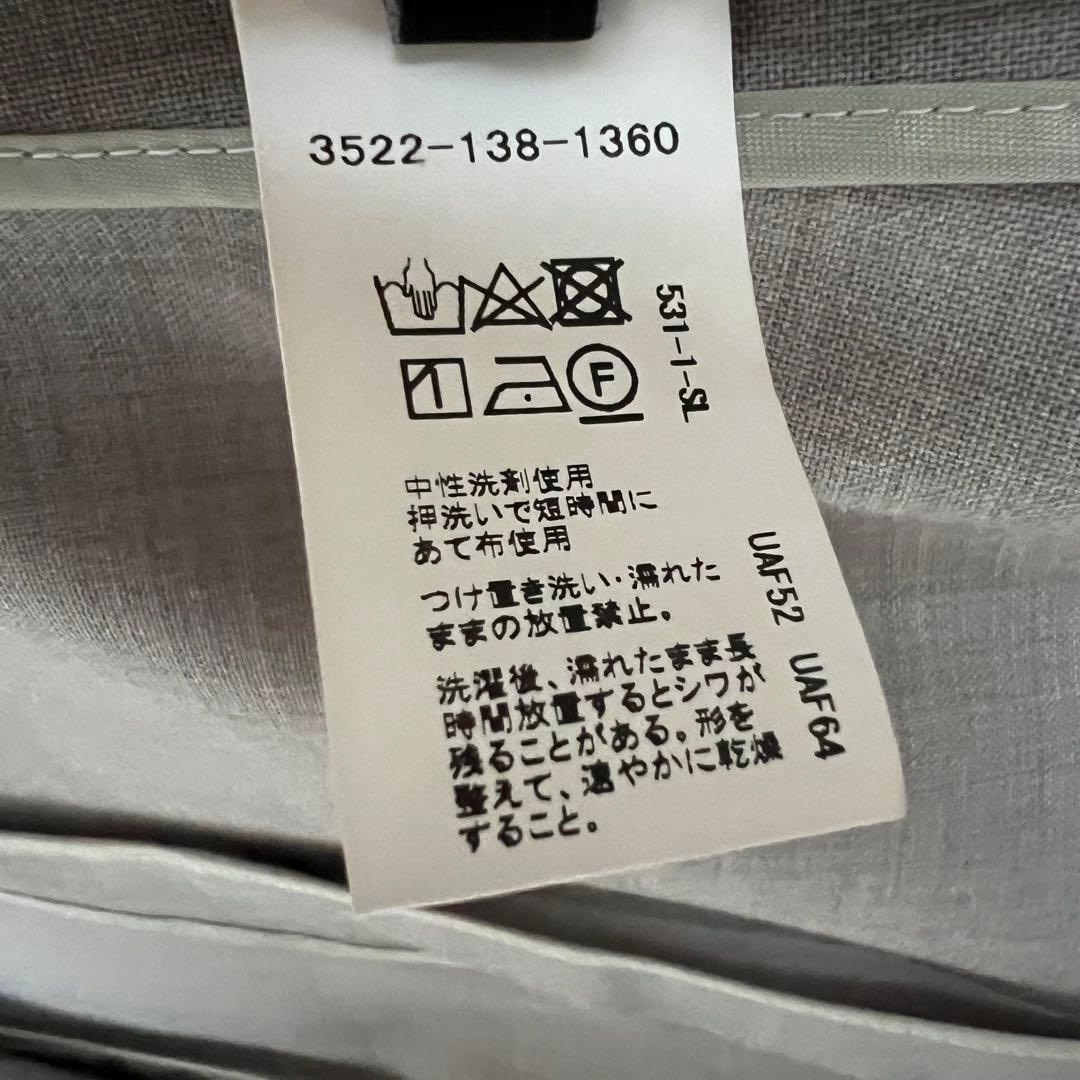 3522-138-1360
531-1-SL
F
中性洗剤使用
押洗いで短時間に
あて布使用
つけ置き洗い・濡れた
ままの放置禁止。
洗濯後、濡れたまま長
時間放置するとシワが
残ることがある。形を
整えて、速やかに乾燥
すること。
UAF52 UAF64